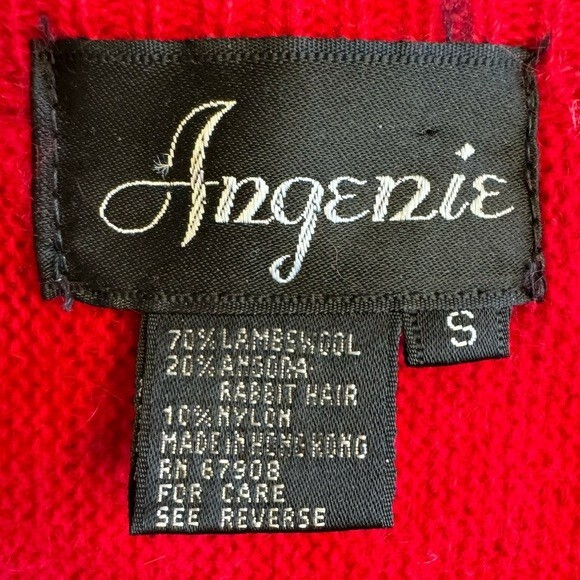 Angenie
S
70% LAMBSWOOL
20% ANGORA
RABBIT HAIR
10% NYLON
MADE IN HONG KONG
RN 67908
FOR CARE
SEE REVERSE